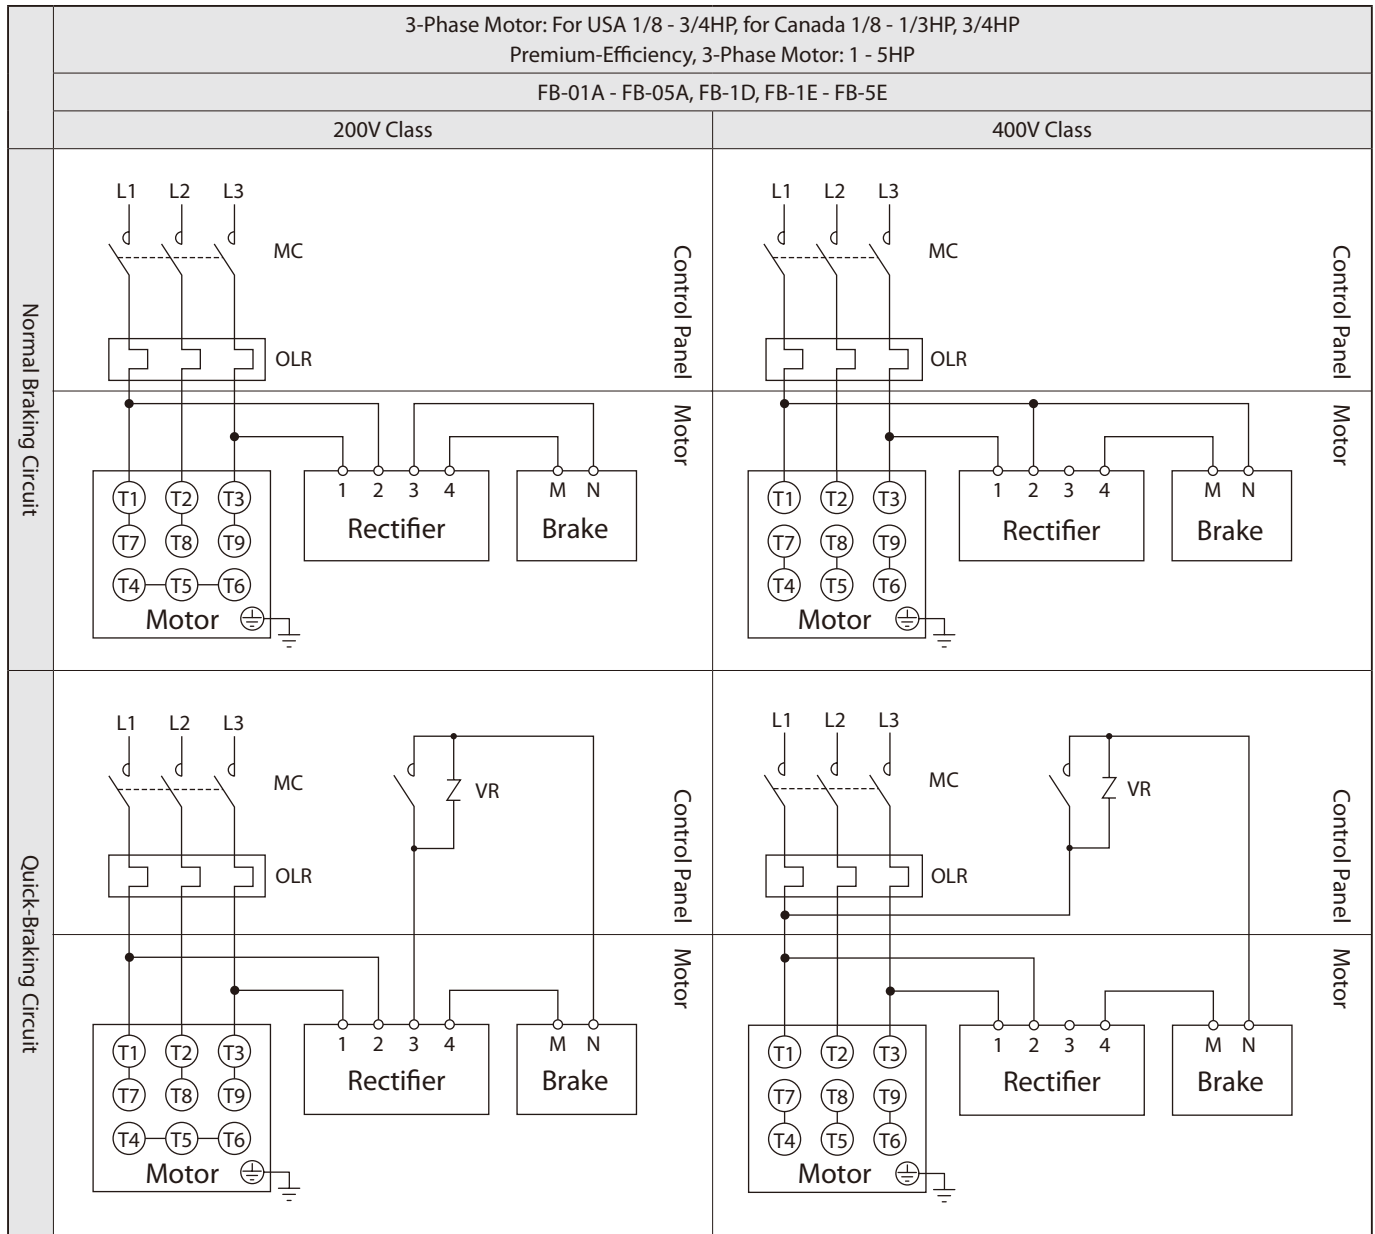 3-Phase Motor: For USA 1/8 - 3/4HP, for Canada 1/8 - 1/3HP, 3/4HP
Premium-Efficiency, 3-Phase Motor: 1 - 5HP
FB-01A - FB-05A, FB-1D, FB-1E - FB-5E
200V Class
400V Class
Normal Braking Circuit
L1 L2 L3
MC
OLR
Control Panel
Motor
T1 T2 T3
T7 T8 T9
T4 T5 T6
Motor
1 2 3 4
Rectifier
M N
Brake
L1 L2 L3
MC
OLR
Control Panel
Motor
T1 T2 T3
T7 T8 T9
T4 T5 T6
Motor
1 2 3 4
Rectifier
M N
Brake
Quick-Braking Circuit
L1 L2 L3
MC
VR
OLR
Control Panel
Motor
T1 T2 T3
T7 T8 T9
T4 T5 T6
Motor
1 2 3 4
Rectifier
M N
Brake
L1 L2 L3
MC
VR
OLR
Control Panel
Motor
T1 T2 T3
T7 T8 T9
T4 T5 T6
Motor
1 2 3 4
Rectifier
M N
Brake